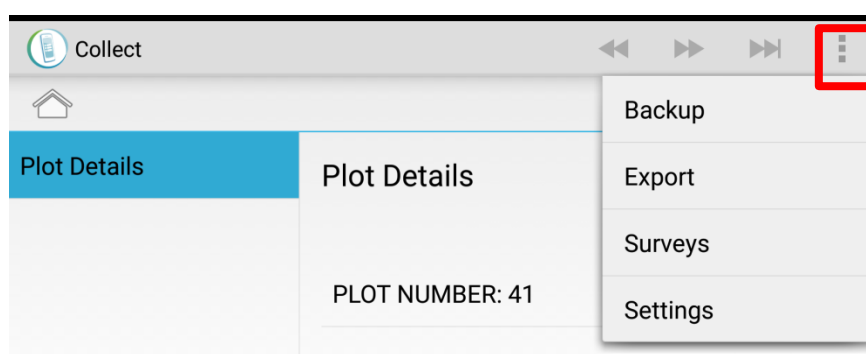 Collect
Backup
Plot Details
Plot Details
Export
Surveys
PLOT NUMBER: 41
Settings